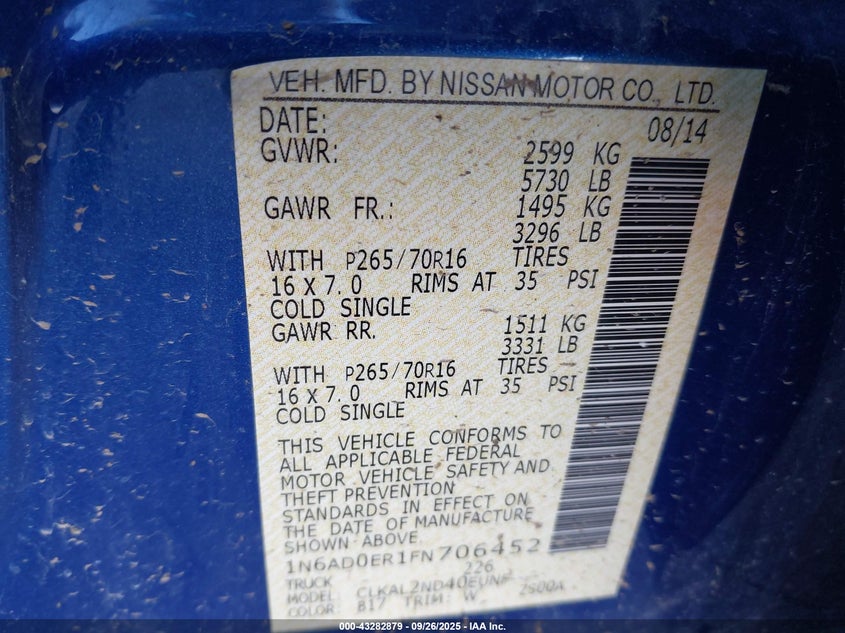 VEH. MFD. BY NISSAN MOTOR CO., LTD.
DATE: 08/14
GVWR: 2599 KG
5730 LB
GAWR FR.: 1495 KG
3296 LB
WITH P265/70R16 TIRES
16 X 7.0 RIMS AT 35 PSI
COLD SINGLE
GAWR RR. 1511 KG
3331 LB
WITH P265/70R16 TIRES
16 X 7.0 RIMS AT 35 PSI
COLD SINGLE
THIS VEHICLE CONFORMS TO
ALL APPLICABLE FEDERAL
MOTOR VEHICLE SAFETY AND
THEFT PREVENTION
STANDARDS IN EFFECT ON
THE DATE OF MANUFACTURE
SHOWN ABOVE.
1N6AD0ER1FN706452
TRUCK 226
MODEL: CLKAL2ND40EUNF 2S00A
COLOR: B17 TRIM: W
000-43282879 - 09/26/2025 - IAA Inc.